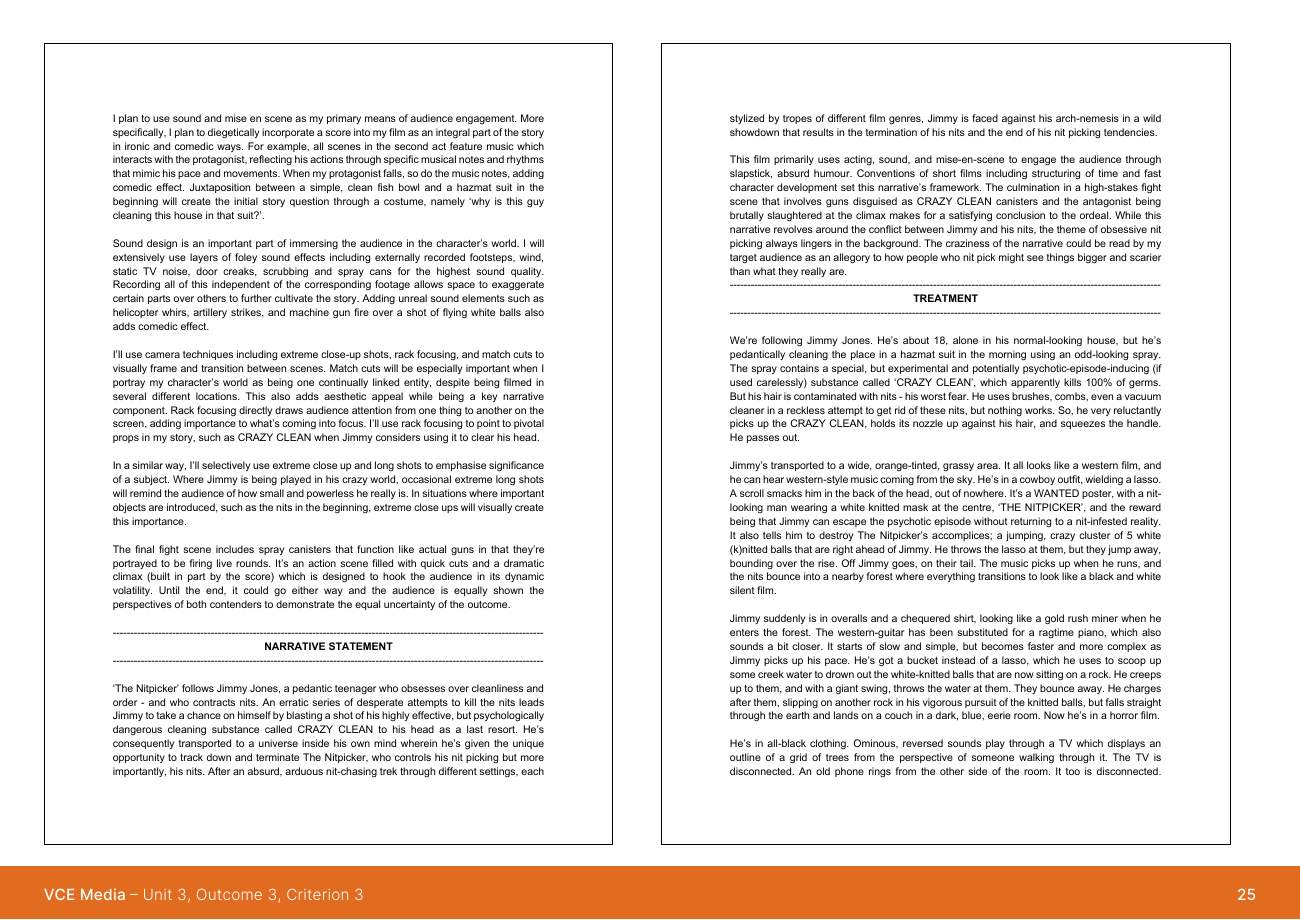 I plan to use sound and mise en scene as my primary means of audience engagement. More
specifically, I plan to diegetically incorporate a score into my film as an integral part of the story
in ironic and comedic ways. For example, all scenes in the second act feature music which
interacts with the protagonist, reflecting his actions through specific musical notes and rhythms
that mimic his pace and movements. When my protagonist falls, so do the music notes, adding
comedic effect. Juxtaposition between a simple, clean fish bowl and a hazmat suit in the
beginning will create the initial story question through a costume, namely 'why is this guy
cleaning this house in that suit?'.

Sound design is an important part of immersing the audience in the character's world. I will
extensively use layers of foley sound effects including externally recorded footsteps, wind,
static TV noise, door creaks, scrubbing and spray cans for the highest sound quality.
Recording all of this independent of the corresponding footage allows space to exaggerate
certain parts over others to further cultivate the story. Adding unreal sound elements such as
helicopter whirs, artillery strikes, and machine gun fire over a shot of flying white balls also
adds comedic effect.

I'll use camera techniques including extreme close-up shots, rack focusing, and match cuts to
visually frame and transition between scenes. Match cuts will be especially important when I
portray my character's world as being one continually linked entity, despite being filmed in
several different locations. This also adds aesthetic appeal while being a key narrative
component. Rack focusing directly draws audience attention from one thing to another on the
screen, adding importance to what's coming into focus. I'll use rack focusing to point to pivotal
props in my story, such as CRAZY CLEAN when Jimmy considers using it to clear his head.

In a similar way, I'll selectively use extreme close up and long shots to emphasise significance
of a subject. Where Jimmy is being played in his crazy world, occasional extreme long shots
will remind the audience of how small and powerless he really is. In situations where important
objects are introduced, such as the nits in the beginning, extreme close ups will visually create
this importance.

The final fight scene includes spray canisters that function like actual guns in that they're
portrayed to be firing live rounds. It's an action scene filled with quick cuts and a dramatic
climax (built in part by the score) which is designed to hook the audience in its dynamic
volatility. Until the end, it could go either way and the audience is equally shown the
perspectives of both contenders to demonstrate the equal uncertainty of the outcome.

NARRATIVE STATEMENT

'The Nitpicker' follows Jimmy Jones, a pedantic teenager who obsesses over cleanliness and
order - and who contracts nits. An erratic series of desperate attempts to kill the nits leads
Jimmy to take a chance on himself by blasting a shot of his highly effective, but psychologically
dangerous cleaning substance called CRAZY CLEAN to his head as a last resort. He's
consequently transported to a universe inside his own mind wherein he's given the unique
opportunity to track down and terminate The Nitpicker, who controls his nit picking but more
importantly, his nits. After an absurd, arduous nit-chasing trek through different settings, each

stylized by tropes of different film genres, Jimmy is faced against his arch-nemesis in a wild
showdown that results in the termination of his nits and the end of his nit picking tendencies.

This film primarily uses acting, sound, and mise-en-scene to engage the audience through
slapstick, absurd humour. Conventions of short films including structuring of time and fast
character development set this narrative's framework. The culmination in a high-stakes fight
scene that involves guns disguised as CRAZY CLEAN canisters and the antagonist being
brutally slaughtered at the climax makes for a satisfying conclusion to the ordeal. While this
narrative revolves around the conflict between Jimmy and his nits, the theme of obsessive nit
picking always lingers in the background. The craziness of the narrative could be read by my
target audience as an allegory to how people who nit pick might see things bigger and scarier
than what they really are.

TREATMENT

We're following Jimmy Jones. He's about 18, alone in his normal-looking house, but he's
pedantically cleaning the place in a hazmat suit in the morning using an odd-looking spray.
The spray contains a special, but experimental and potentially psychotic-episode-inducing (if
used carelessly) substance called 'CRAZY CLEAN', which apparently kills 100% of germs.
But his hair is contaminated with nits - his worst fear. He uses brushes, combs, even a vacuum
cleaner in a reckless attempt to get rid of these nits, but nothing works. So, he very reluctantly
picks up the CRAZY CLEAN, holds its nozzle up against his hair, and squeezes the handle.
He passes out.

Jimmy's transported to a wide, orange-tinted, grassy area. It all looks like a western film, and
he can hear western-style music coming from the sky. He's in a cowboy outfit, wielding a lasso.
A scroll smacks him in the back of the head, out of nowhere. It's a WANTED poster, with a nit-
looking man wearing a white knitted mask at the centre, 'THE NITPICKER', and the reward
being that Jimmy can escape the psychotic episode without returning to a nit-infested reality.
It also tells him to destroy The Nitpicker's accomplices; a jumping, crazy cluster of 5 white
(k)nitted balls that are right ahead of Jimmy. He throws the lasso at them, but they jump away,
bounding over the rise. Off Jimmy goes, on their tail. The music picks up when he runs, and
the nits bounce into a nearby forest where everything transitions to look like a black and white
silent film.

Jimmy suddenly is in overalls and a chequered shirt, looking like a gold rush miner when he
enters the forest. The western-guitar has been substituted for a ragtime piano, which also
sounds a bit closer. It starts of slow and simple, but becomes faster and more complex as
Jimmy picks up his pace. He's got a bucket instead of a lasso, which he uses to scoop up
some creek water to drown out the white-knitted balls that are now sitting on a rock. He creeps
up to them, and with a giant swing, throws the water at them. They bounce away. He charges
after them, slipping on another rock in his vigorous pursuit of the knitted balls, but falls straight
through the earth and lands on a couch in a dark, blue, eerie room. Now he's in a horror film.

He's in all-black clothing. Ominous, reversed sounds play through a TV which displays an
outline of a grid of trees from the perspective of someone walking through it. The TV is
disconnected. An old phone rings from the other side of the room. It too is disconnected.

VCE Media – Unit 3, Outcome 3, Criterion 3
25